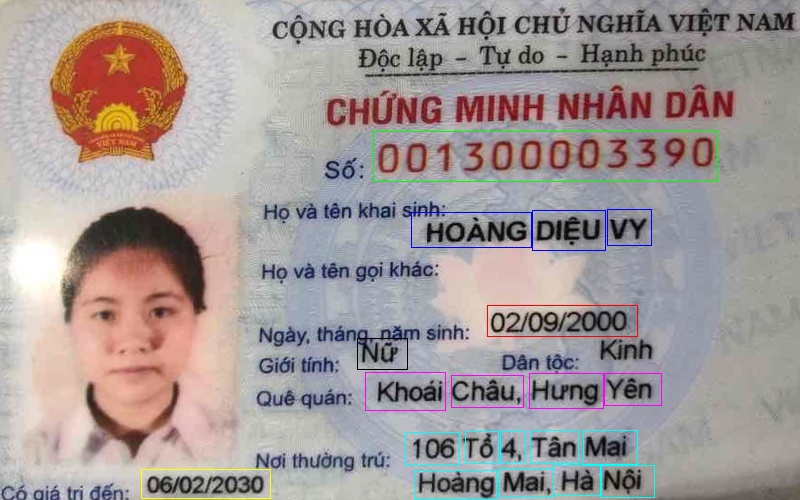 CỘNG HÒA XÃ HỘI CHỦ NGHĨA VIỆT NAM
Độc lập - Tự do - Hạnh phúc
CHỨNG MINH NHÂN DÂN
Số: 001300003390
Họ và tên khai sinh: HOÀNG DIỆU VY
Họ và tên gọi khác:
Ngày, tháng, năm sinh: 02/09/2000
Giới tính: Nữ Dân tộc: Kinh
Quê quán: Khoái Châu, Hưng Yên
Nơi thường trú: 106 Tổ 4, Tân Mai
Hoàng Mai, Hà Nội
Có giá trị đến: 06/02/2030
VIỆT NAM